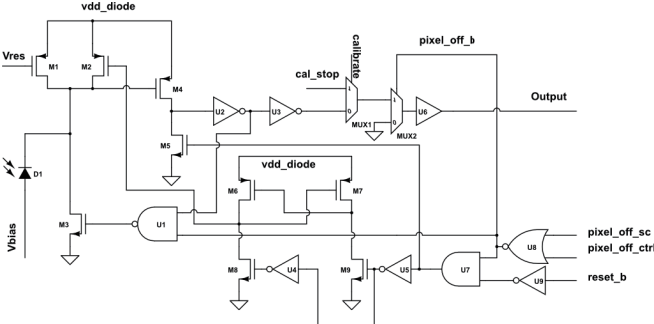 vdd_diode
Vres
M1
M2
M4
cal_stop
calibrate
pixel_off_b
1
0
MUX1
1
0
MUX2
U2
U3
U6
Output
M5
D1
vdd_diode
M6
M7
M3
U1
Vbias
M8
U4
M9
U5
U7
U8
U9
pixel_off_sc
pixel_off_ctrl
reset_b